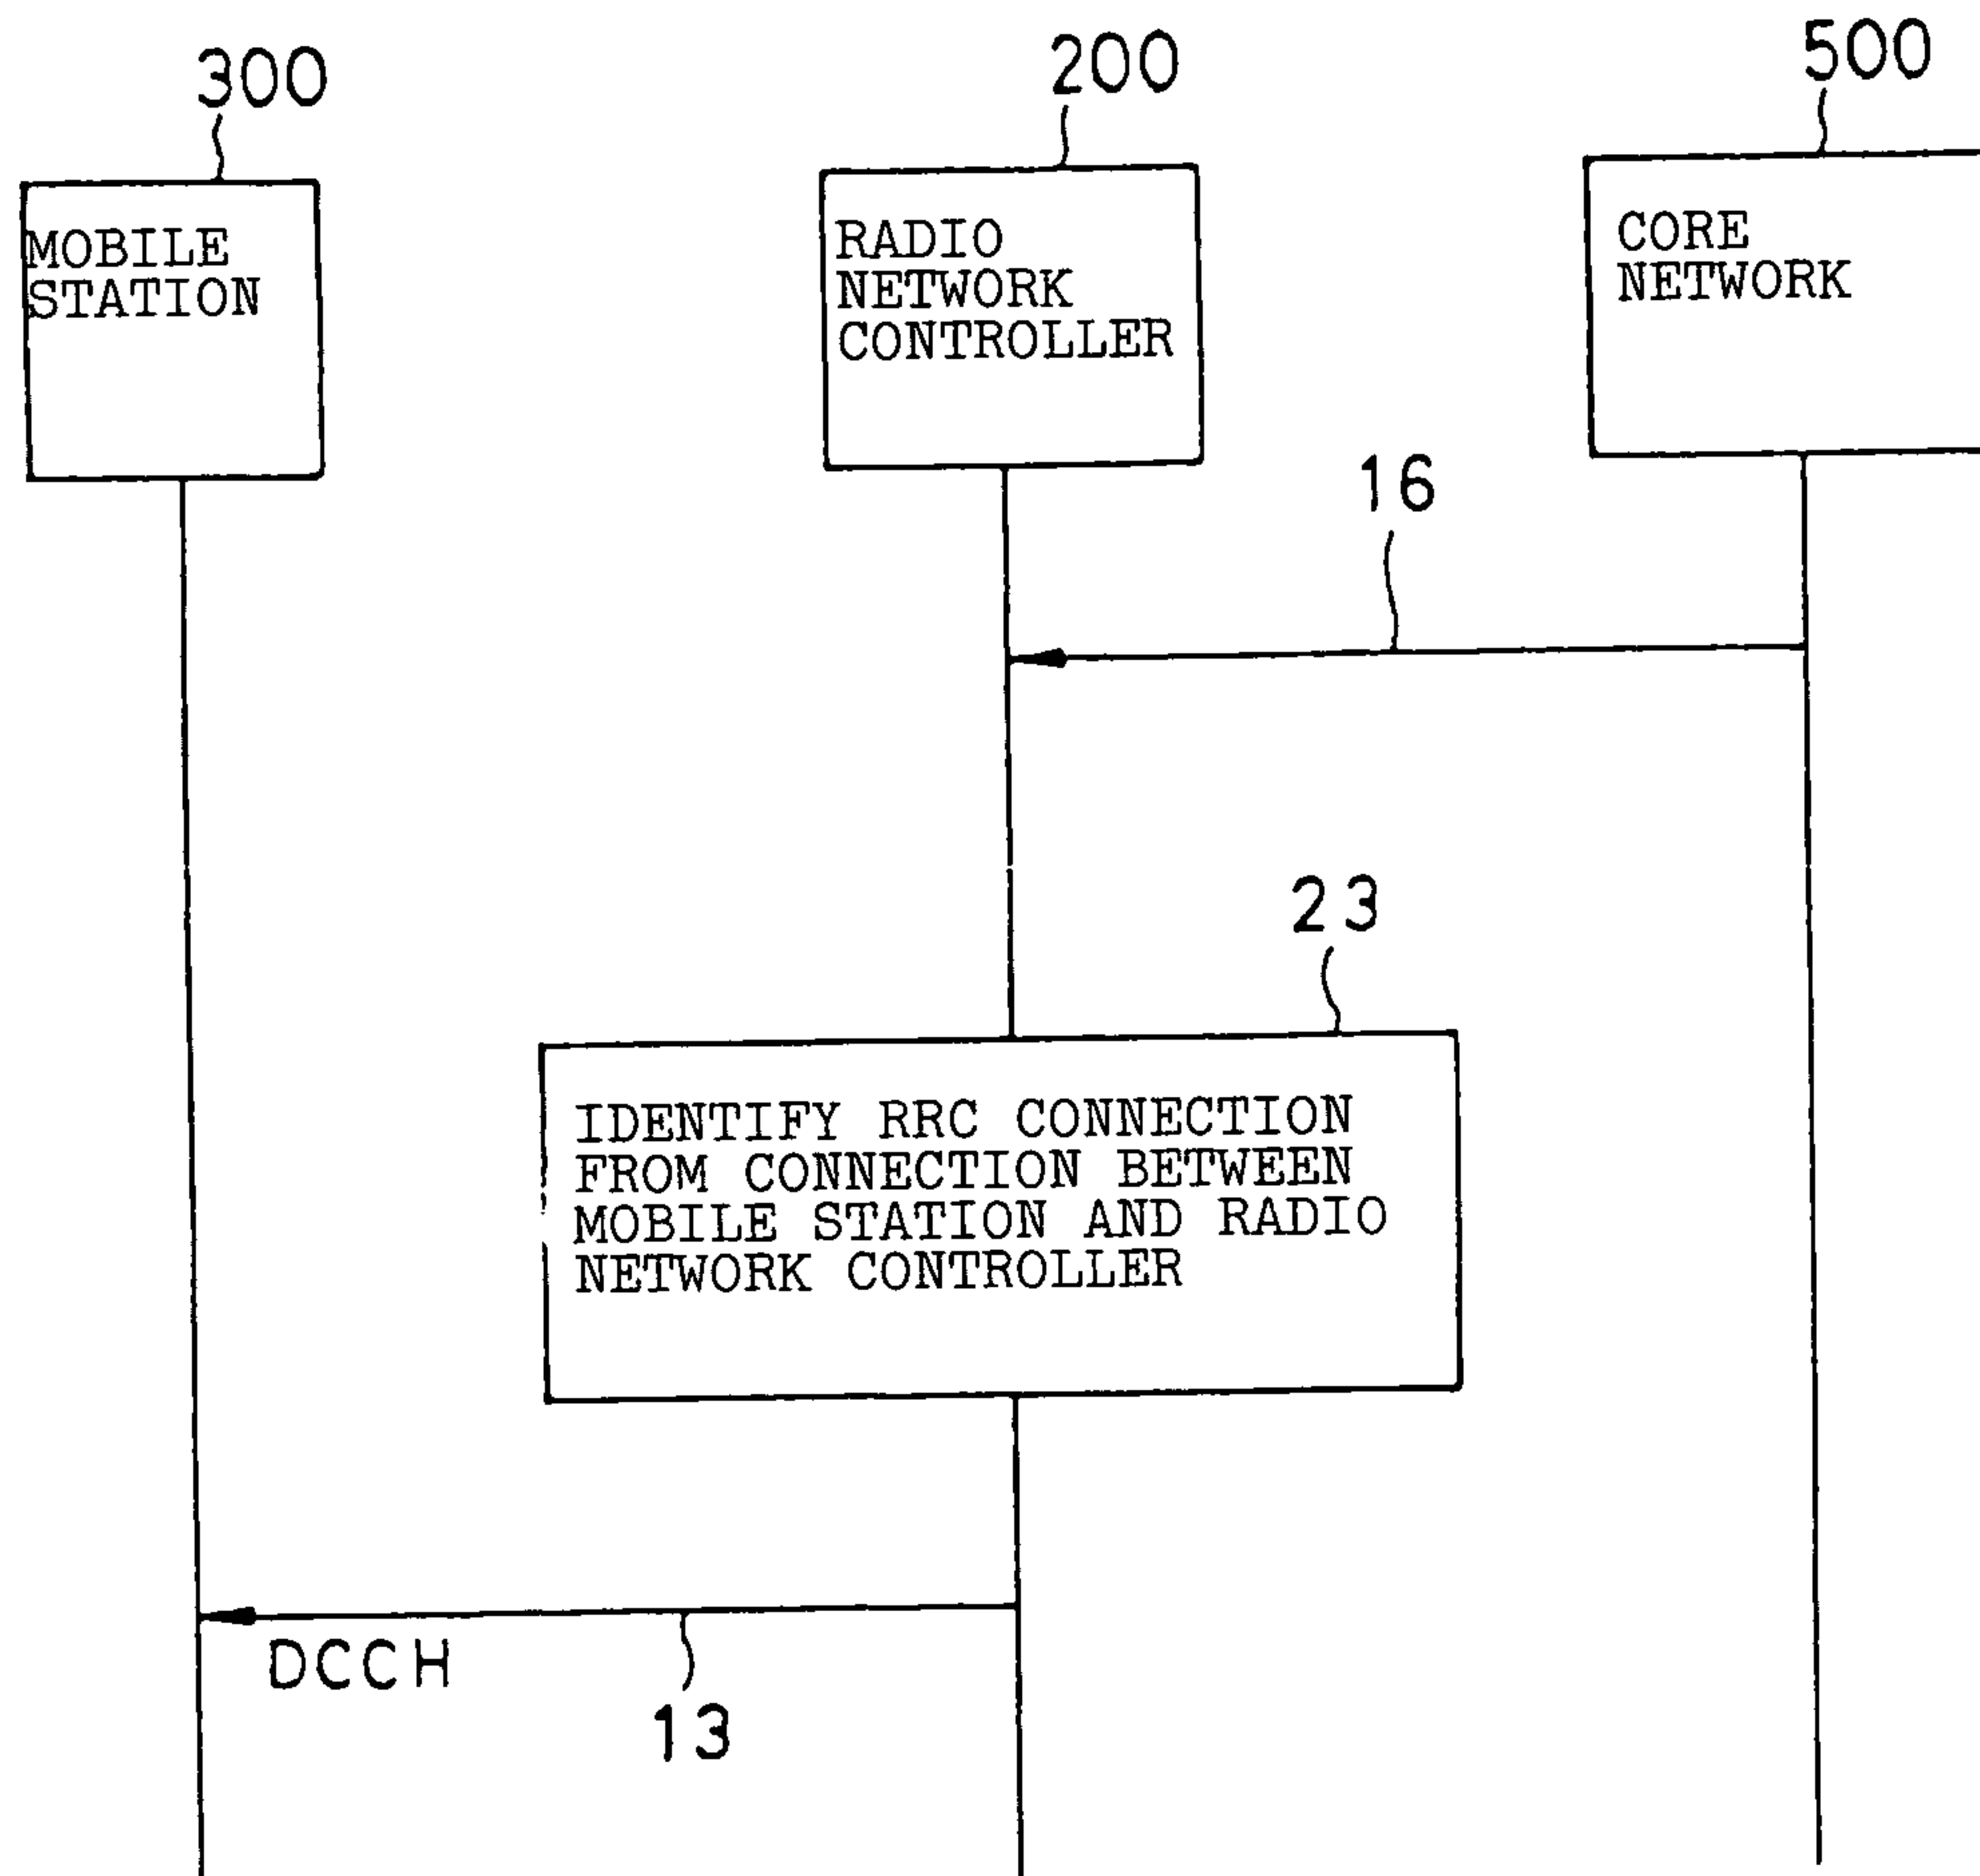 300
200
500
MOBILE
STATION
RADIO
NETWORK
CONTROLLER
CORE
NETWORK
16
23
IDENTIFY RRC CONNECTION
FROM CONNECTION BETWEEN
MOBILE STATION AND RADIO
NETWORK CONTROLLER
DCCH
13